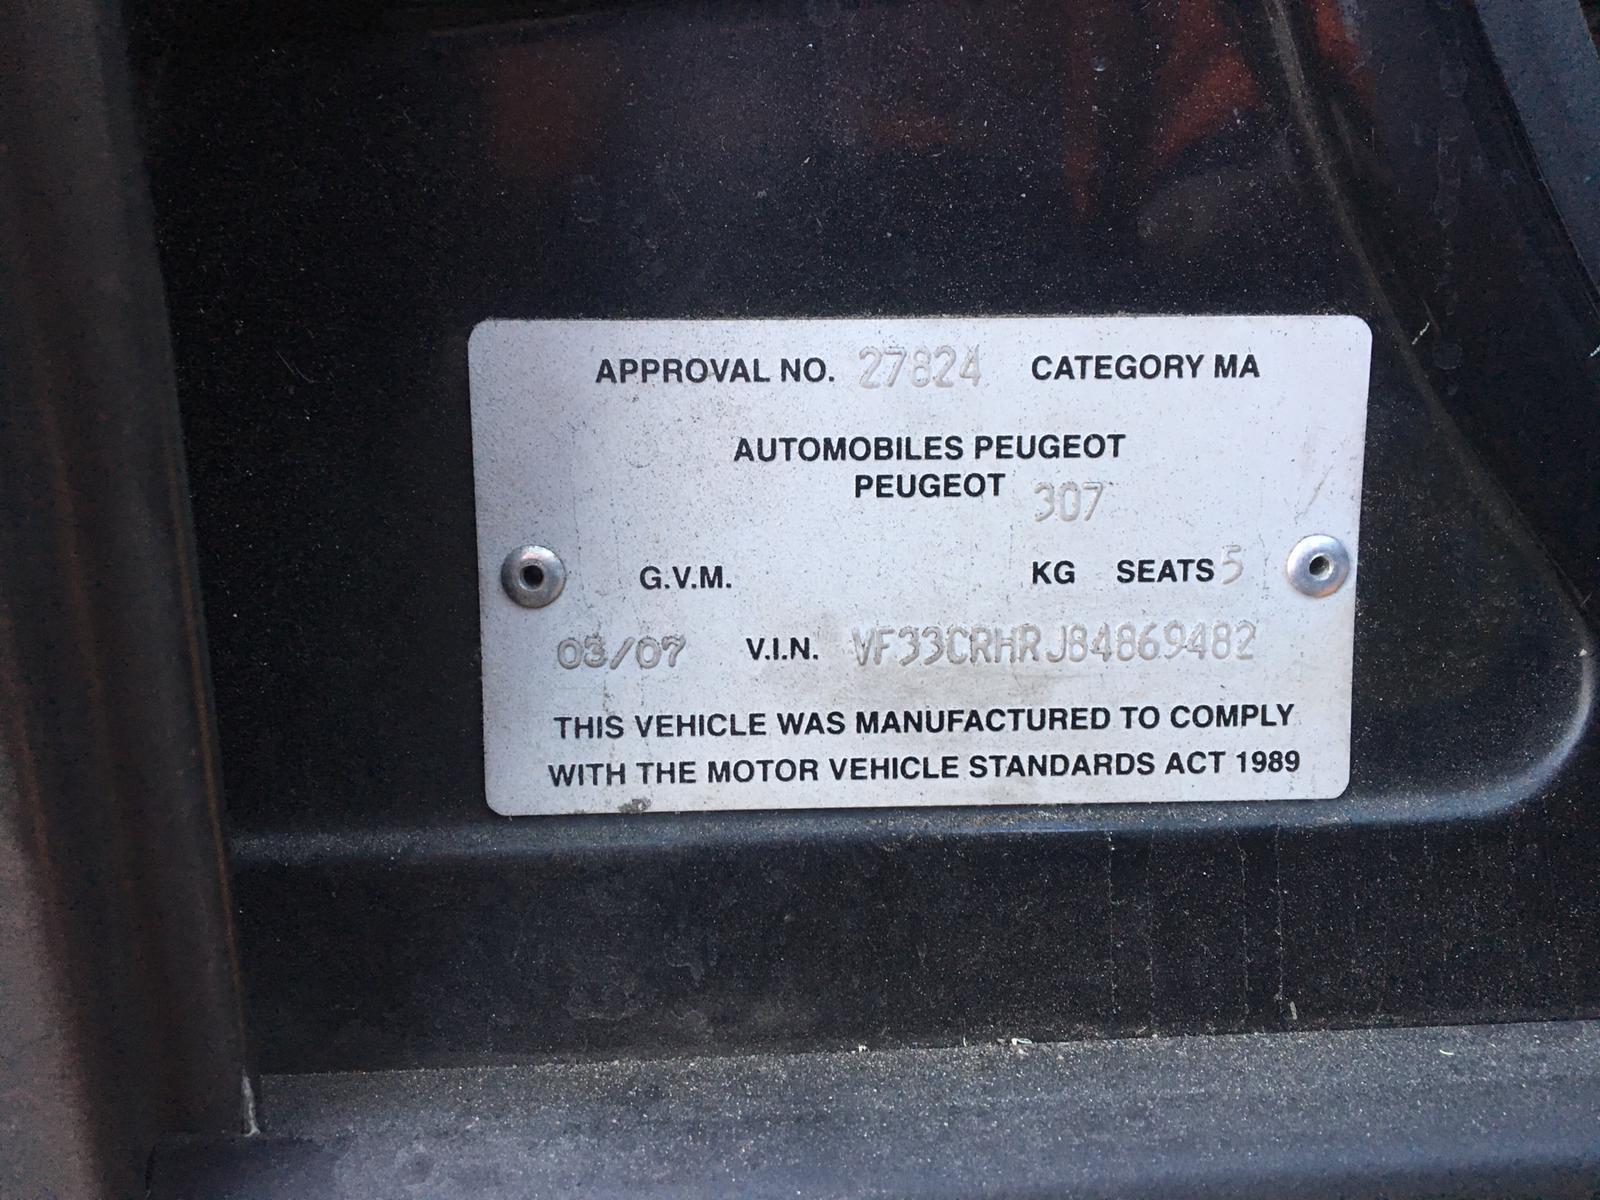 APPROVAL NO. 27824 CATEGORY MA
AUTOMOBILES PEUGEOT
PEUGEOT 307
G.V.M. KG SEATS 5
03/07 V.I.N. VF33CRHRJ84869482
THIS VEHICLE WAS MANUFACTURED TO COMPLY
WITH THE MOTOR VEHICLE STANDARDS ACT 1989